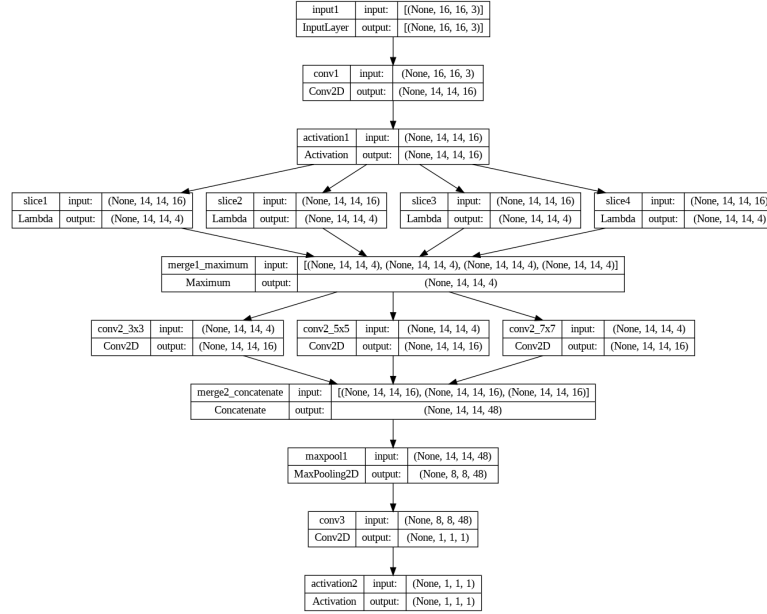 input1 input: [(None, 16, 16, 3)]
InputLayer output: [(None, 16, 16, 3)]
conv1 input: (None, 16, 16, 3)
Conv2D output: (None, 14, 14, 16)
activation1 input: (None, 14, 14, 16)
Activation output: (None, 14, 14, 16)
slice1 input: (None, 14, 14, 16)
Lambda output: (None, 14, 14, 4)
slice2 input: (None, 14, 14, 16)
Lambda output: (None, 14, 14, 4)
slice3 input: (None, 14, 14, 16)
Lambda output: (None, 14, 14, 4)
slice4 input: (None, 14, 14, 16)
Lambda output: (None, 14, 14, 4)
merge1_maximum input: [(None, 14, 14, 4), (None, 14, 14, 4), (None, 14, 14, 4), (None, 14, 14, 4)]
Maximum output: (None, 14, 14, 4)
conv2_3x3 input: (None, 14, 14, 4)
Conv2D output: (None, 14, 14, 16)
conv2_5x5 input: (None, 14, 14, 4)
Conv2D output: (None, 14, 14, 16)
conv2_7x7 input: (None, 14, 14, 4)
Conv2D output: (None, 14, 14, 16)
merge2_concatenate input: [(None, 14, 14, 16), (None, 14, 14, 16), (None, 14, 14, 16)]
Concatenate output: (None, 14, 14, 48)
maxpool1 input: (None, 14, 14, 48)
MaxPooling2D output: (None, 8, 8, 48)
conv3 input: (None, 8, 8, 48)
Conv2D output: (None, 1, 1, 1)
activation2 input: (None, 1, 1, 1)
Activation output: (None, 1, 1, 1)